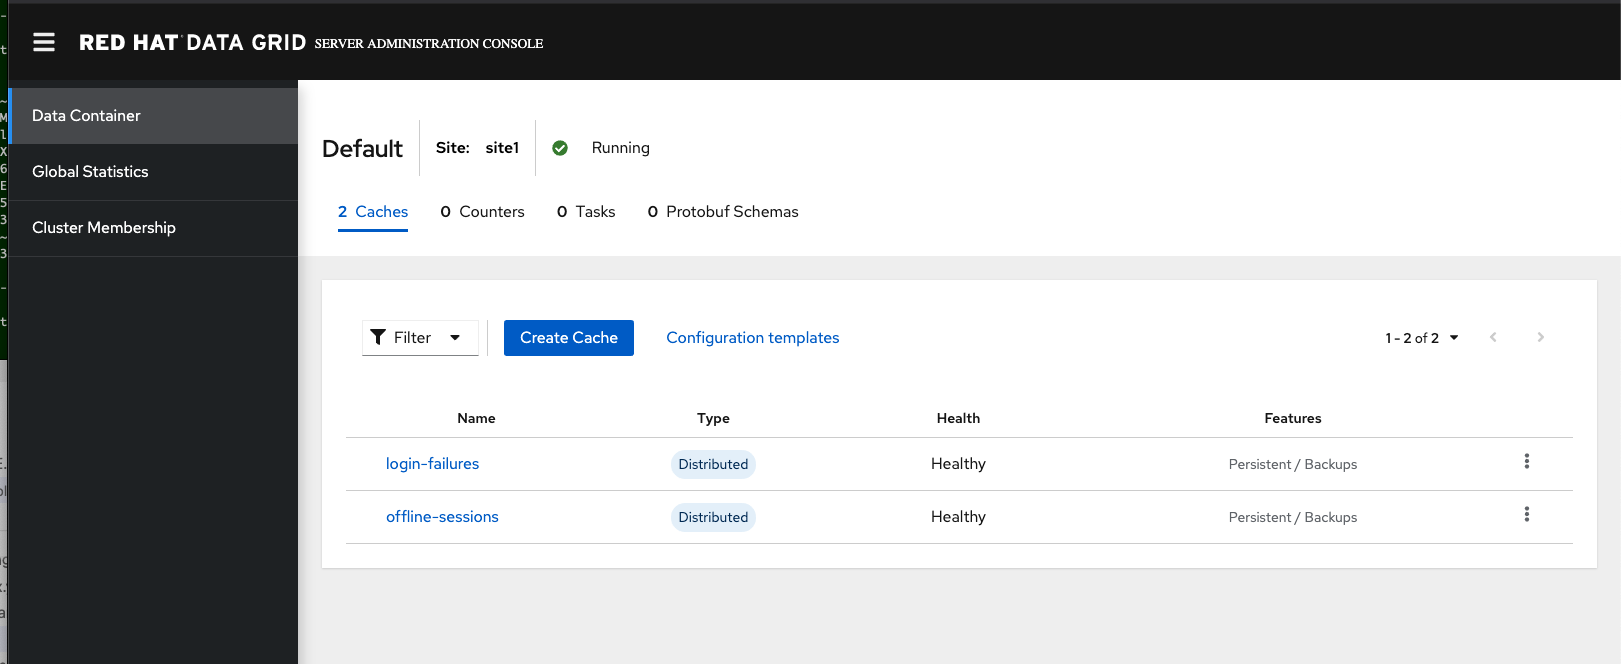 RED HAT DATA GRID SERVER ADMINISTRATION CONSOLE
Data Container
Global Statistics
Cluster Membership
Default Site: site1 Running
2 Caches 0 Counters 0 Tasks 0 Protobuf Schemas
Filter Create Cache Configuration templates 1 - 2 of 2
Name Type Health Features
login-failures Distributed Healthy Persistent / Backups
offline-sessions Distributed Healthy Persistent / Backups